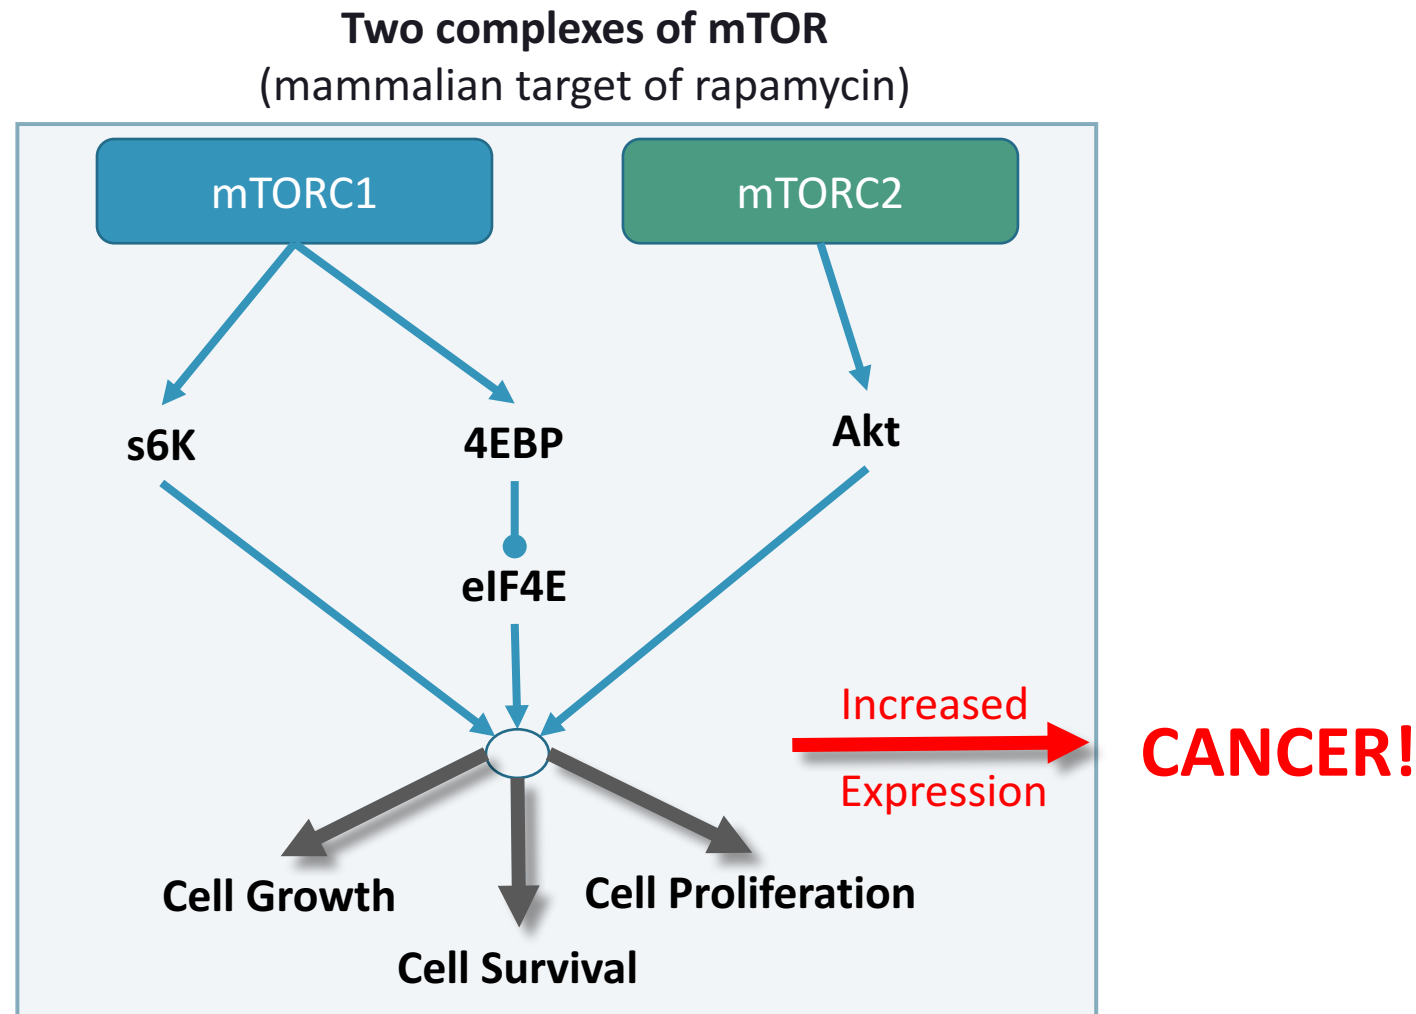 Two complexes of mTOR
(mammalian target of rapamycin)
mTORC1
mTORC2
s6K
4EBP
Akt
eIF4E
Increased
Expression
CANCER!
Cell Growth
Cell Proliferation
Cell Survival